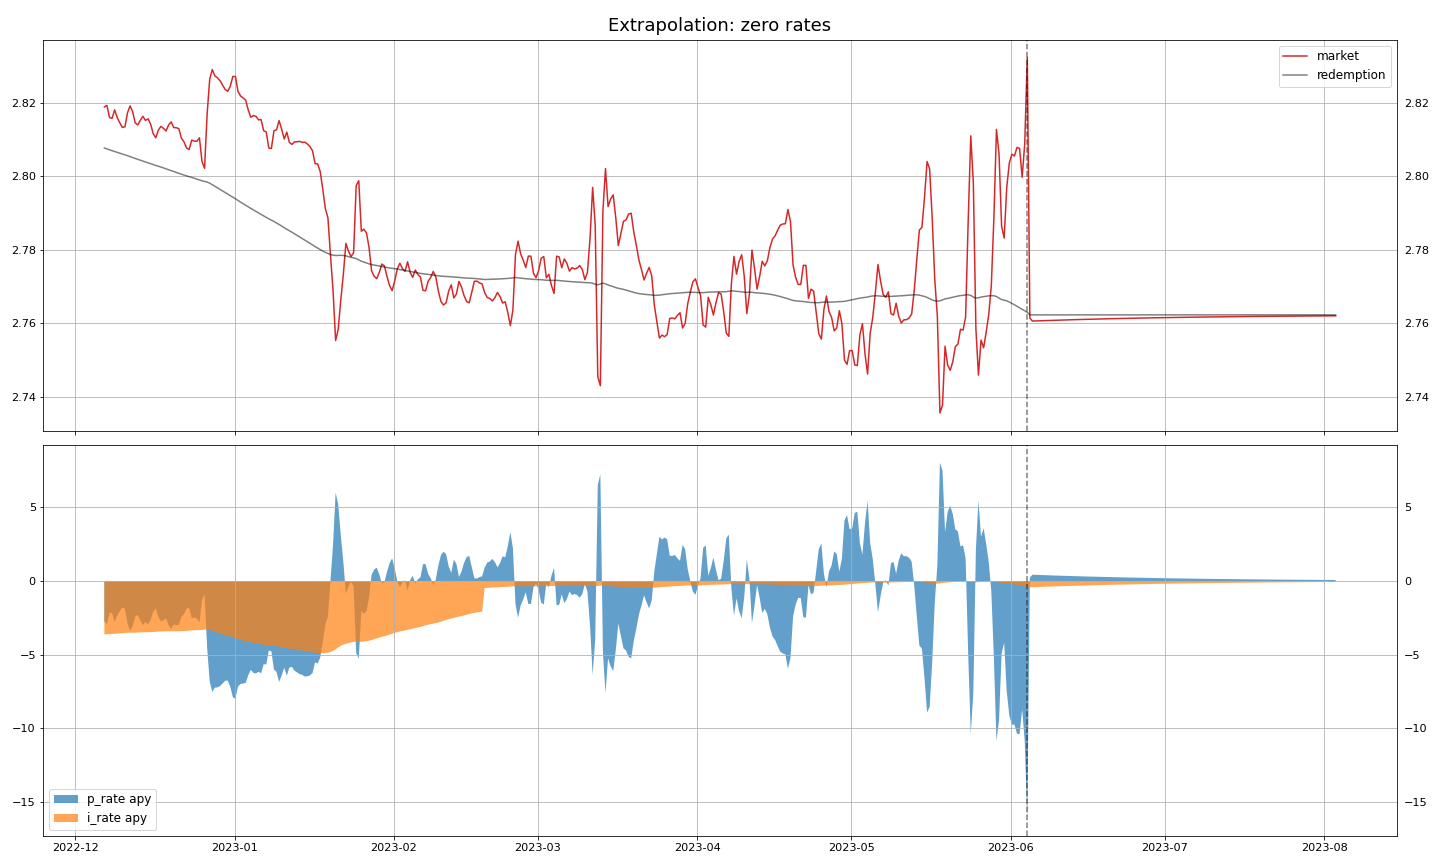 Extrapolation: zero rates
market
redemption
2.82 2.82
2.80 2.80
2.78 2.78
2.76 2.76
2.74 2.74
5 5
0 0
−5 −5
−10 −10
−15 −15
p_rate apy
i_rate apy
2022-12 2023-01 2023-02 2023-03 2023-04 2023-05 2023-06 2023-07 2023-08